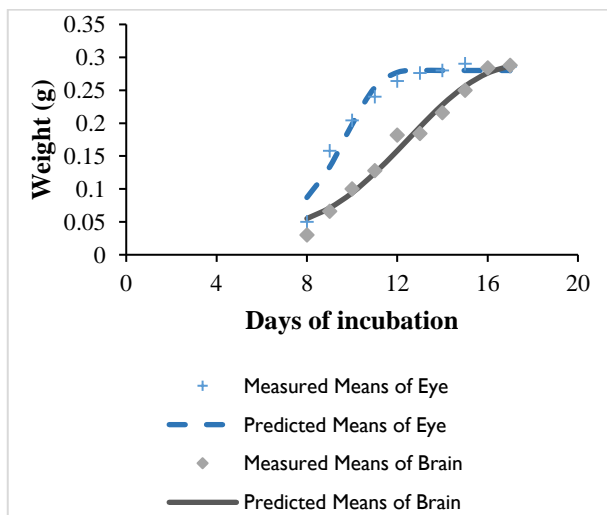 0.35
0.3
0.25
0.2
0.15
0.1
0.05
0
Weight (g)
0 4 8 12 16 20
Days of incubation
Measured Means of Eye
Predicted Means of Eye
Measured Means of Brain
Predicted Means of Brain